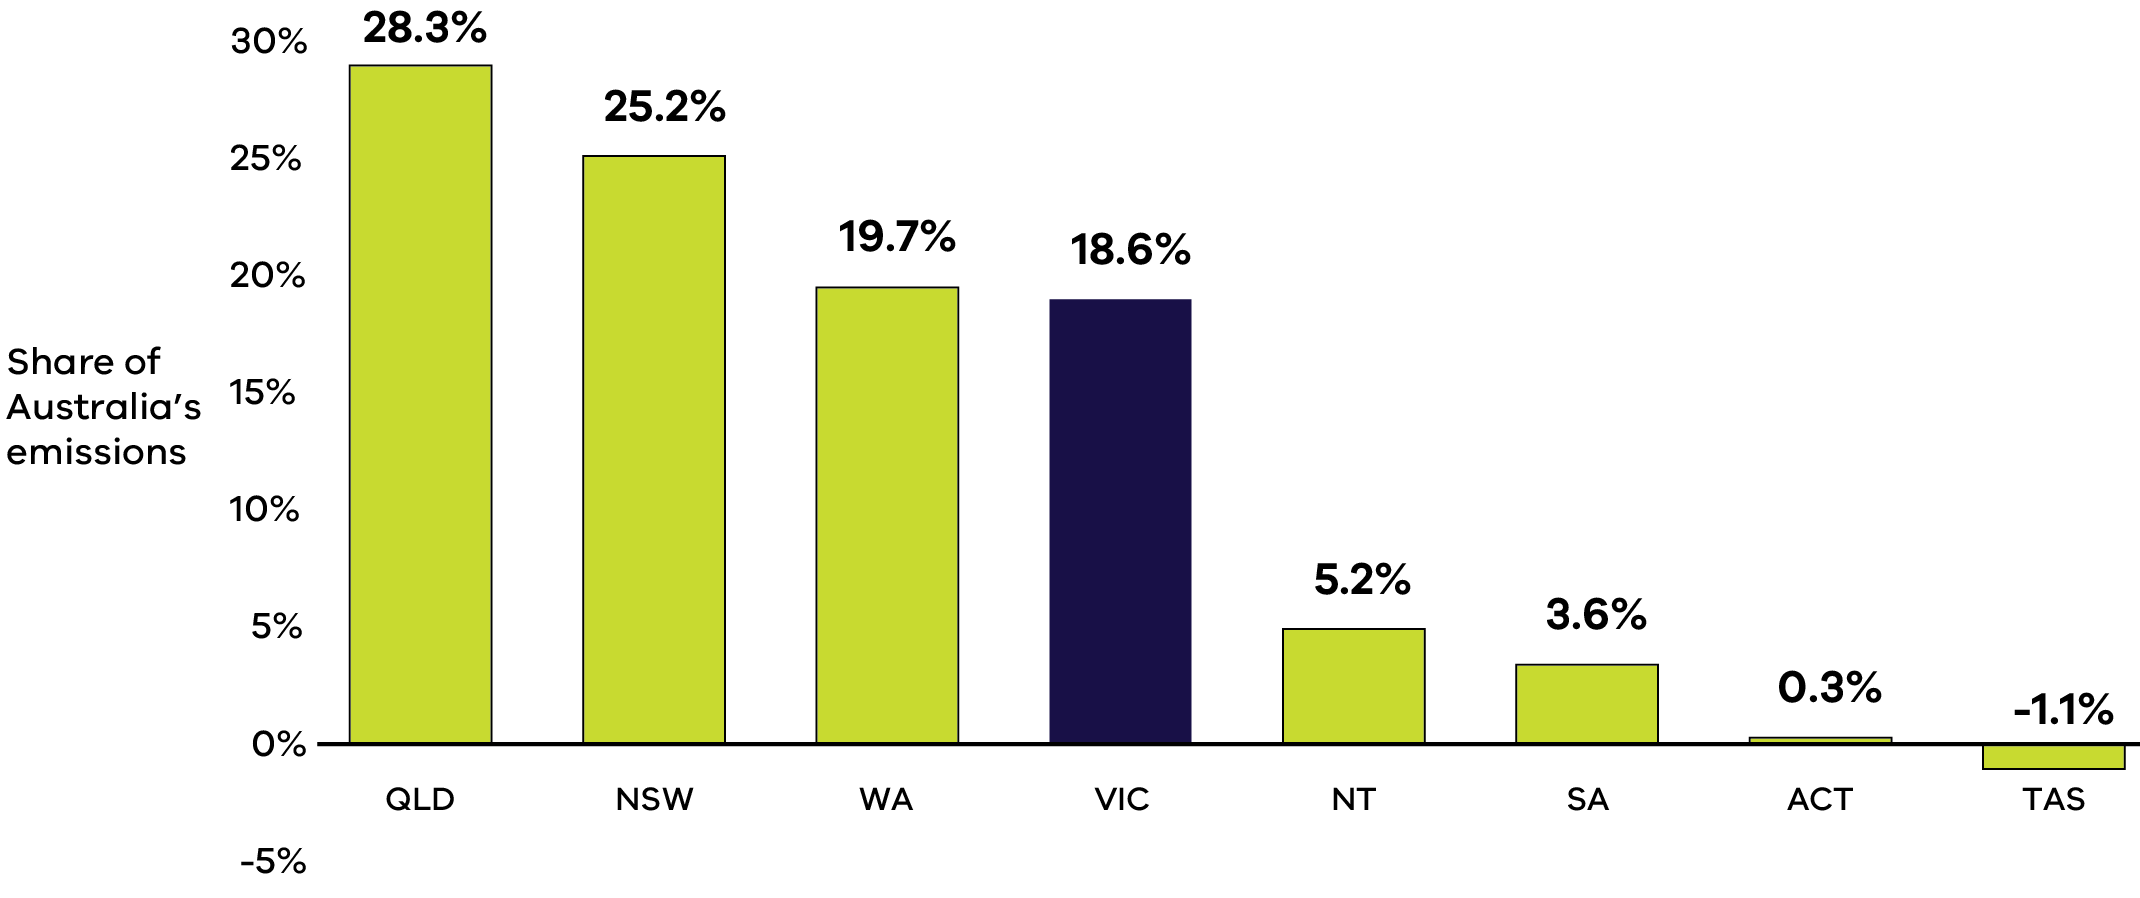 30%
28.3%
25.2%
25%
19.7%
18.6%
20%
Share of
Australia’s
emissions
15%
10%
5.2%
3.6%
5%
0.3%
-1.1%
0%
QLD
NSW
WA
VIC
NT
SA
ACT
TAS
-5%